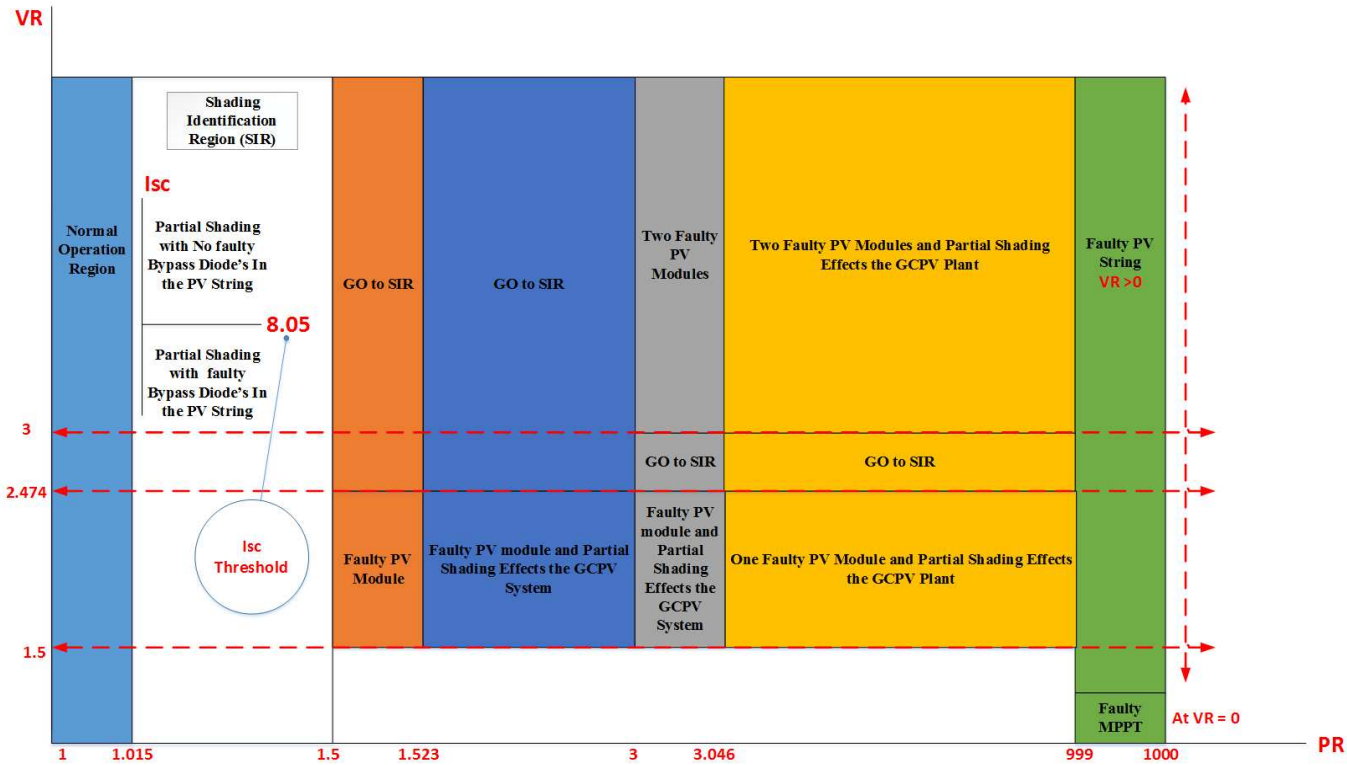 VR
Shading
Identification
Region (SIR)
Isc
Normal
Operation
Region
Partial Shading
with No faulty
Bypass Diode's In
the PV String
8.05
Partial Shading
with faulty
Bypass Diode's In
the PV String
GO to SIR
GO to SIR
Two Faulty
PV
Modules
Two Faulty PV Modules and Partial Shading
Effects the GCPV Plant
Faulty PV
String
VR >0
3
GO to SIR
GO to SIR
2.474
Isc
Threshold
Faulty PV
Module
Faulty PV module and Partial
Shading Effects the GCPV
System
Faulty PV
module and
Partial
Shading
Effects the
GCPV
System
One Faulty PV Module and Partial Shading Effects
the GCPV Plant
1.5
Faulty
MPPT
At VR = 0
1
1.015
1.5
1.523
3
3.046
999
1000
PR